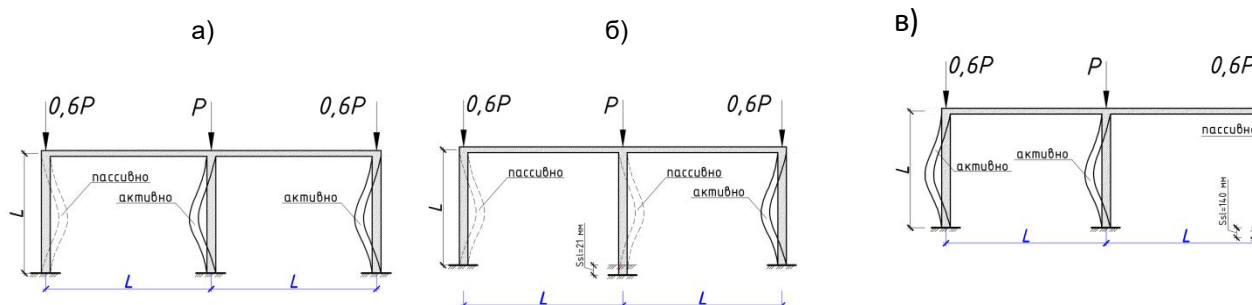 а)
0,6P
P
0,6P
пассивно
активно
активно
L
L
L
б)
0,6P
P
0,6P
пассивно
пассивно
активно
L
Ssl=21 мм
L
L
в)
0,6P
P
0,6P
пассивно
активно
активно
L
Ssl=140 мм
L
L